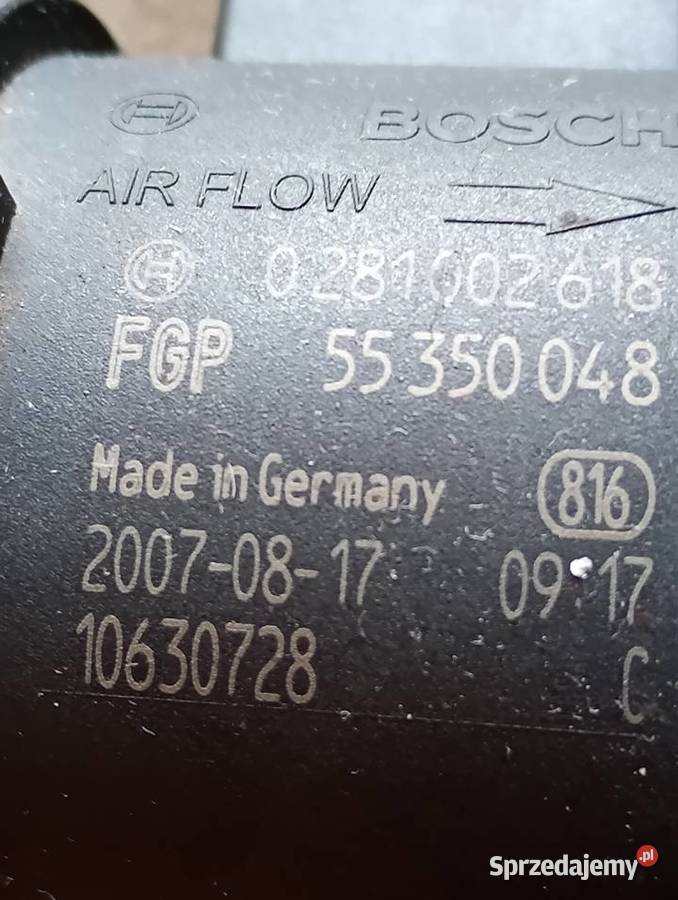 BOSCH
AIR FLOW
0 281 002 618
FGP 55 350 048
Made in Germany 816
2007-08-17 09:17
10630728 C
Sprzedajemy.pl